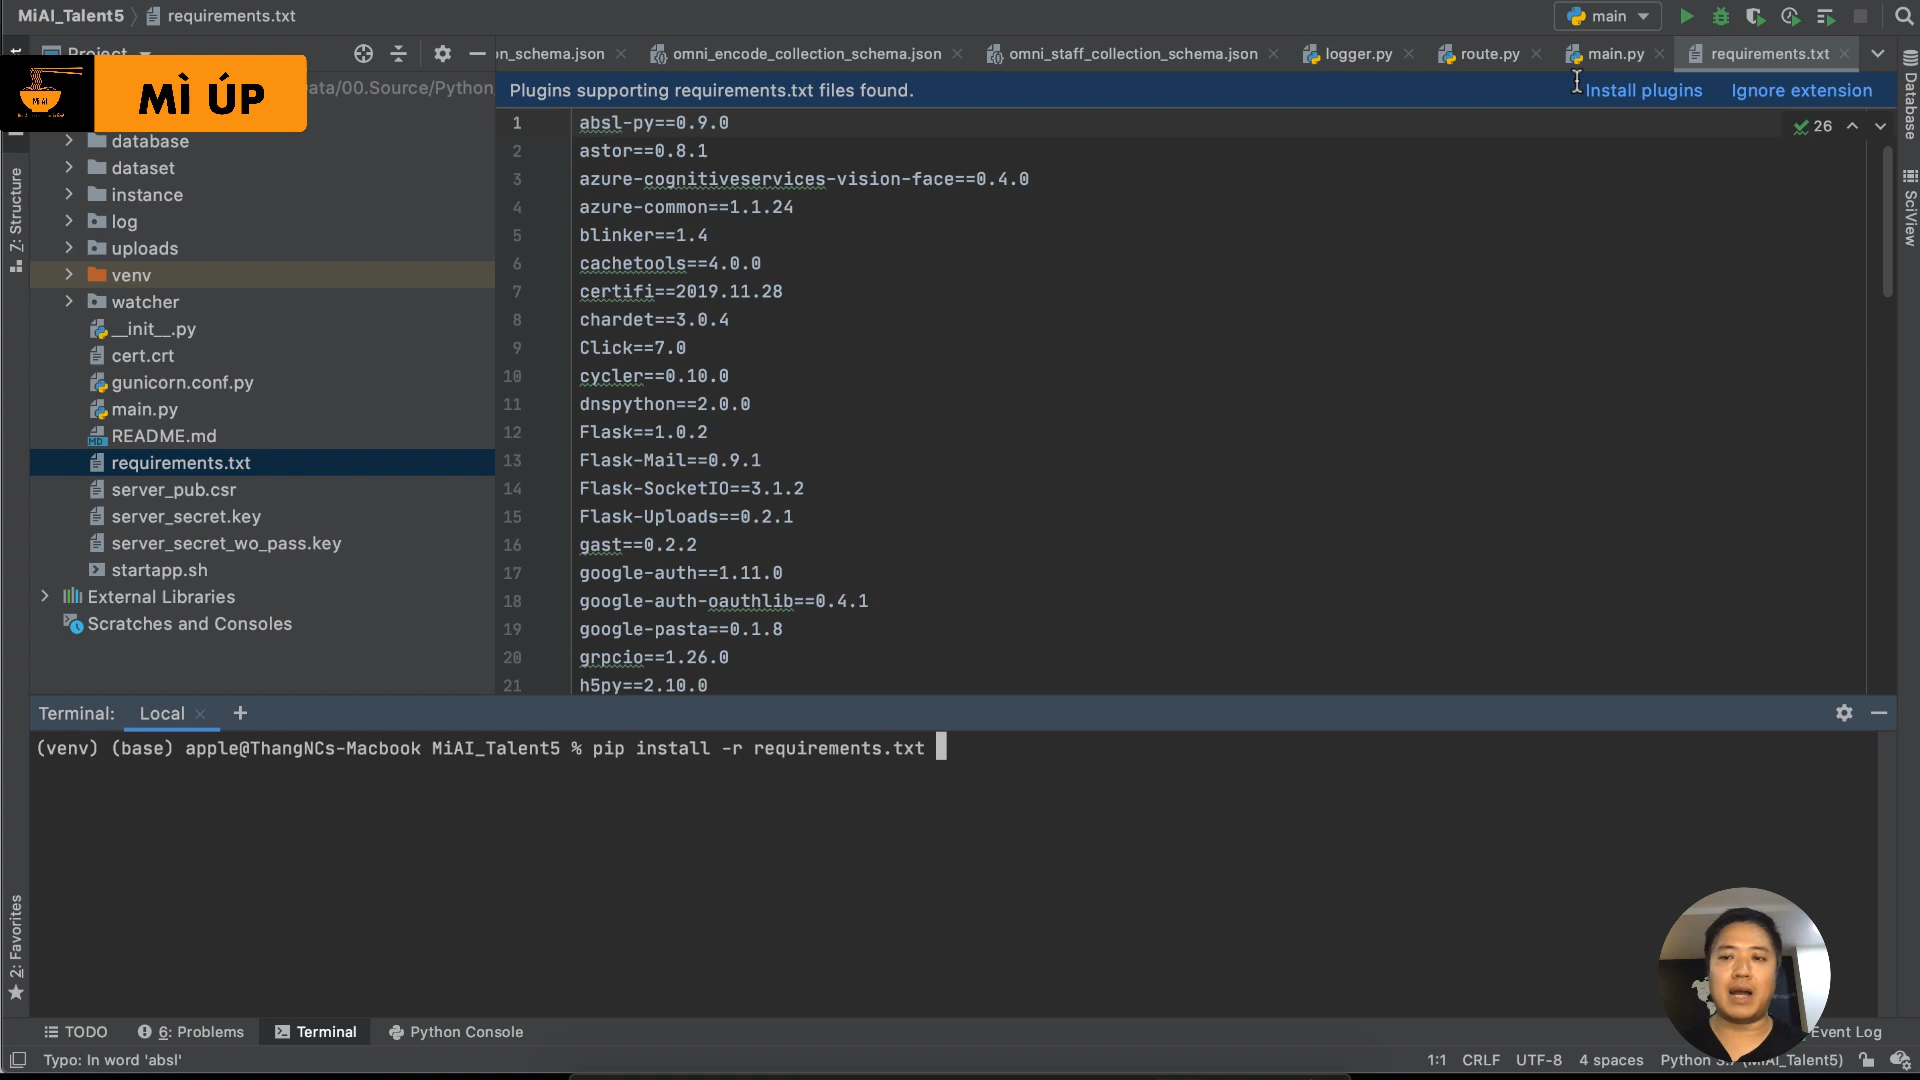 MiAI_Talent5 requirements.txt
main
Project
n_schema.json omni_encode_collection_schema.json omni_staff_collection_schema.json logger.py route.py main.py requirements.txt
Mì AI
MÌ ÚP
ata/00.Source/Python
Plugins supporting requirements.txt files found. Install plugins Ignore extension
26
database
dataset
instance
log
uploads
venv
watcher
__init__.py
cert.crt
gunicorn.conf.py
main.py
README.md
requirements.txt
server_pub.csr
server_secret.key
server_secret_wo_pass.key
startapp.sh
External Libraries
Scratches and Consoles
1 absl-py==0.9.0
2 astor==0.8.1
3 azure-cognitiveservices-vision-face==0.4.0
4 azure-common==1.1.24
5 blinker==1.4
6 cachetools==4.0.0
7 certifi==2019.11.28
8 chardet==3.0.4
9 Click==7.0
10 cycler==0.10.0
11 dnspython==2.0.0
12 Flask==1.0.2
13 Flask-Mail==0.9.1
14 Flask-SocketIO==3.1.2
15 Flask-Uploads==0.2.1
16 gast==0.2.2
17 google-auth==1.11.0
18 google-auth-oauthlib==0.4.1
19 google-pasta==0.1.8
20 grpcio==1.26.0
21 h5py==2.10.0
Z: Structure
2: Favorites
Database
SciView
Terminal: Local
(venv) (base) apple@ThangNCs-Macbook MiAI_Talent5 % pip install -r requirements.txt
TODO 6: Problems Terminal Python Console Event Log
Typo: In word 'absl' 1:1 CRLF UTF-8 4 spaces Python 3.7 (MiAI_Talent5)